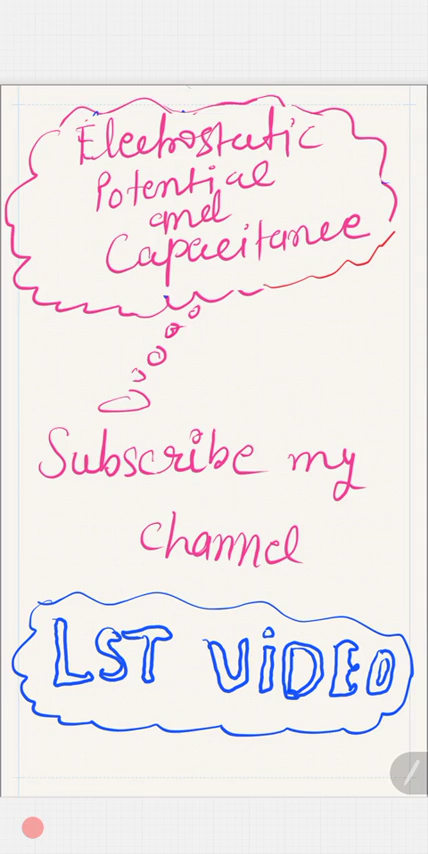 Electrostatic
Potential
and
Capacitance
Subscribe my
channel
LST ViDEO